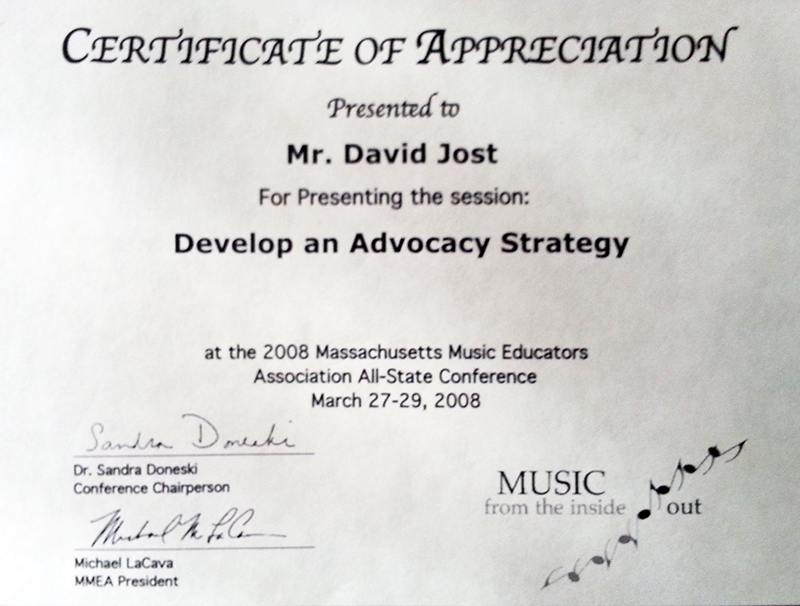 CERTIFICATE OF APPRECIATION
Presented to
Mr. David Jost
For Presenting the session:
Develop an Advocacy Strategy
at the 2008 Massachusetts Music Educators
Association All-State Conference
March 27-29, 2008
Sandra Doneski
Dr. Sandra Doneski
Conference Chairperson
Michael M LaCava
Michael LaCava
MMEA President
MUSIC
from the inside out